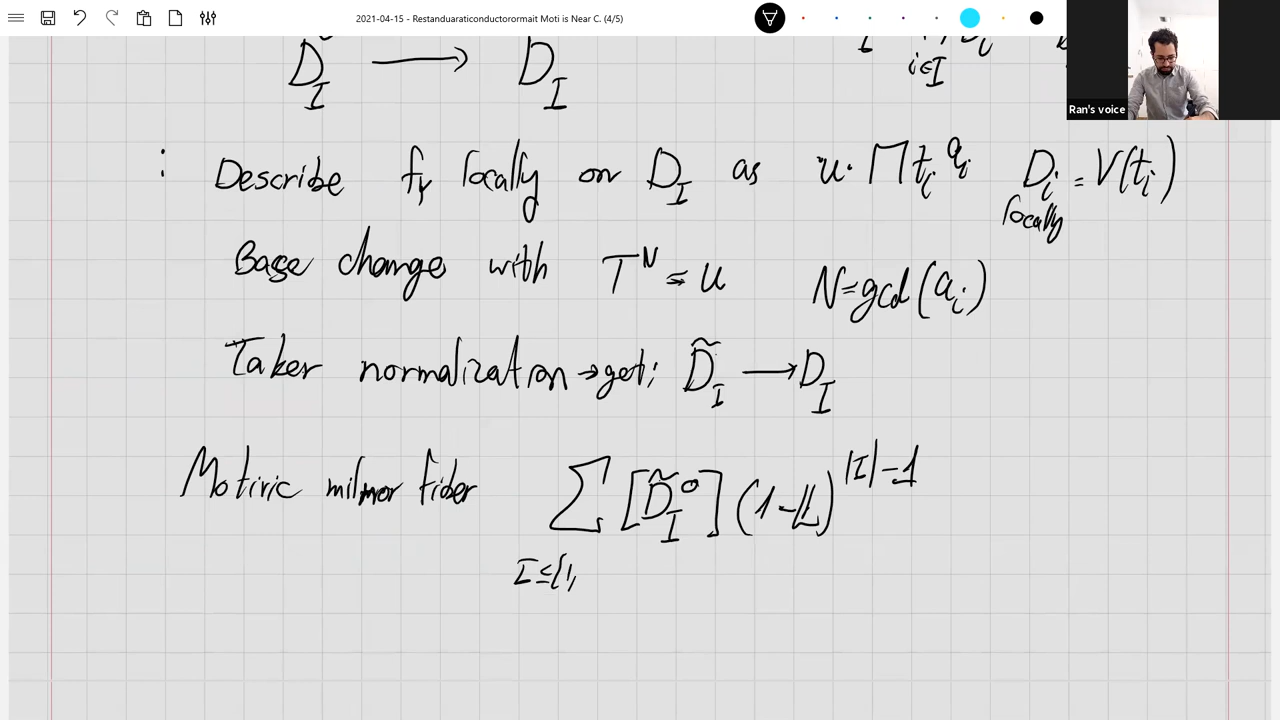 2021-04-15 - Restanduaraticonductorormait Moti is Near C. (4/5)
Ran's voice
D_I ⟶ D_I
i∈I
: Describe f_Y locally on D_I as u·∏t_i^{a_i} D_i = V(t_i)
locally
Base change with T^N = u N=gcd(a_i)
Taker normalization → get: D̃_I ⟶ D_I
Motivic milnor fiber ∑ [D̃_I^o] (1-𝕃)^{|I|-1}
I⊆{1,